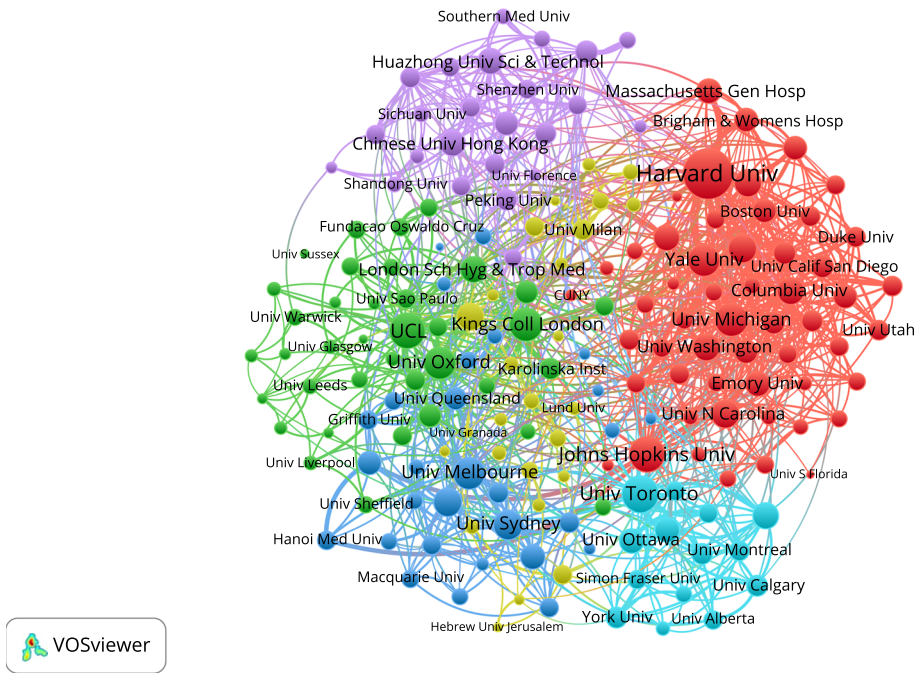 Southern Med Univ
Huazhong Univ Sci & Technol
Shenzhen Univ
Massachusetts Gen Hosp
Sichuan Univ
Brigham & Womens Hosp
Chinese Univ Hong Kong
Univ Florence
Harvard Univ
Shandong Univ
Peking Univ
Boston Univ
Fundacao Oswaldo Cruz
Univ Milan
Duke Univ
Univ Sussex
Yale Univ
London Sch Hyg & Trop Med
Univ Calif San Diego
Univ Sao Paulo
CUNY
Columbia Univ
Univ Warwick
UCL
Kings Coll London
Univ Michigan
Univ Utah
Univ Glasgow
Univ Washington
Univ Oxford
Karolinska Inst
Univ Leeds
Emory Univ
Univ Queensland
Lund Univ
Griffith Univ
Univ N Carolina
Univ Granada
Univ Liverpool
Johns Hopkins Univ
Univ Melbourne
Univ S Florida
Univ Sheffield
Univ Toronto
Univ Sydney
Hanoi Med Univ
Univ Ottawa
Univ Montreal
Macquarie Univ
Simon Fraser Univ
Univ Calgary
York Univ
Univ Alberta
Hebrew Univ Jerusalem
VOSviewer